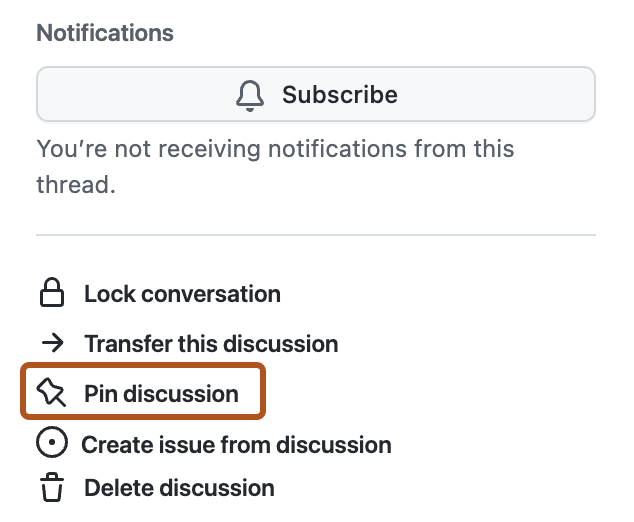 Notifications
Subscribe
You’re not receiving notifications from this
thread.
Lock conversation
Transfer this discussion
Pin discussion
Create issue from discussion
Delete discussion